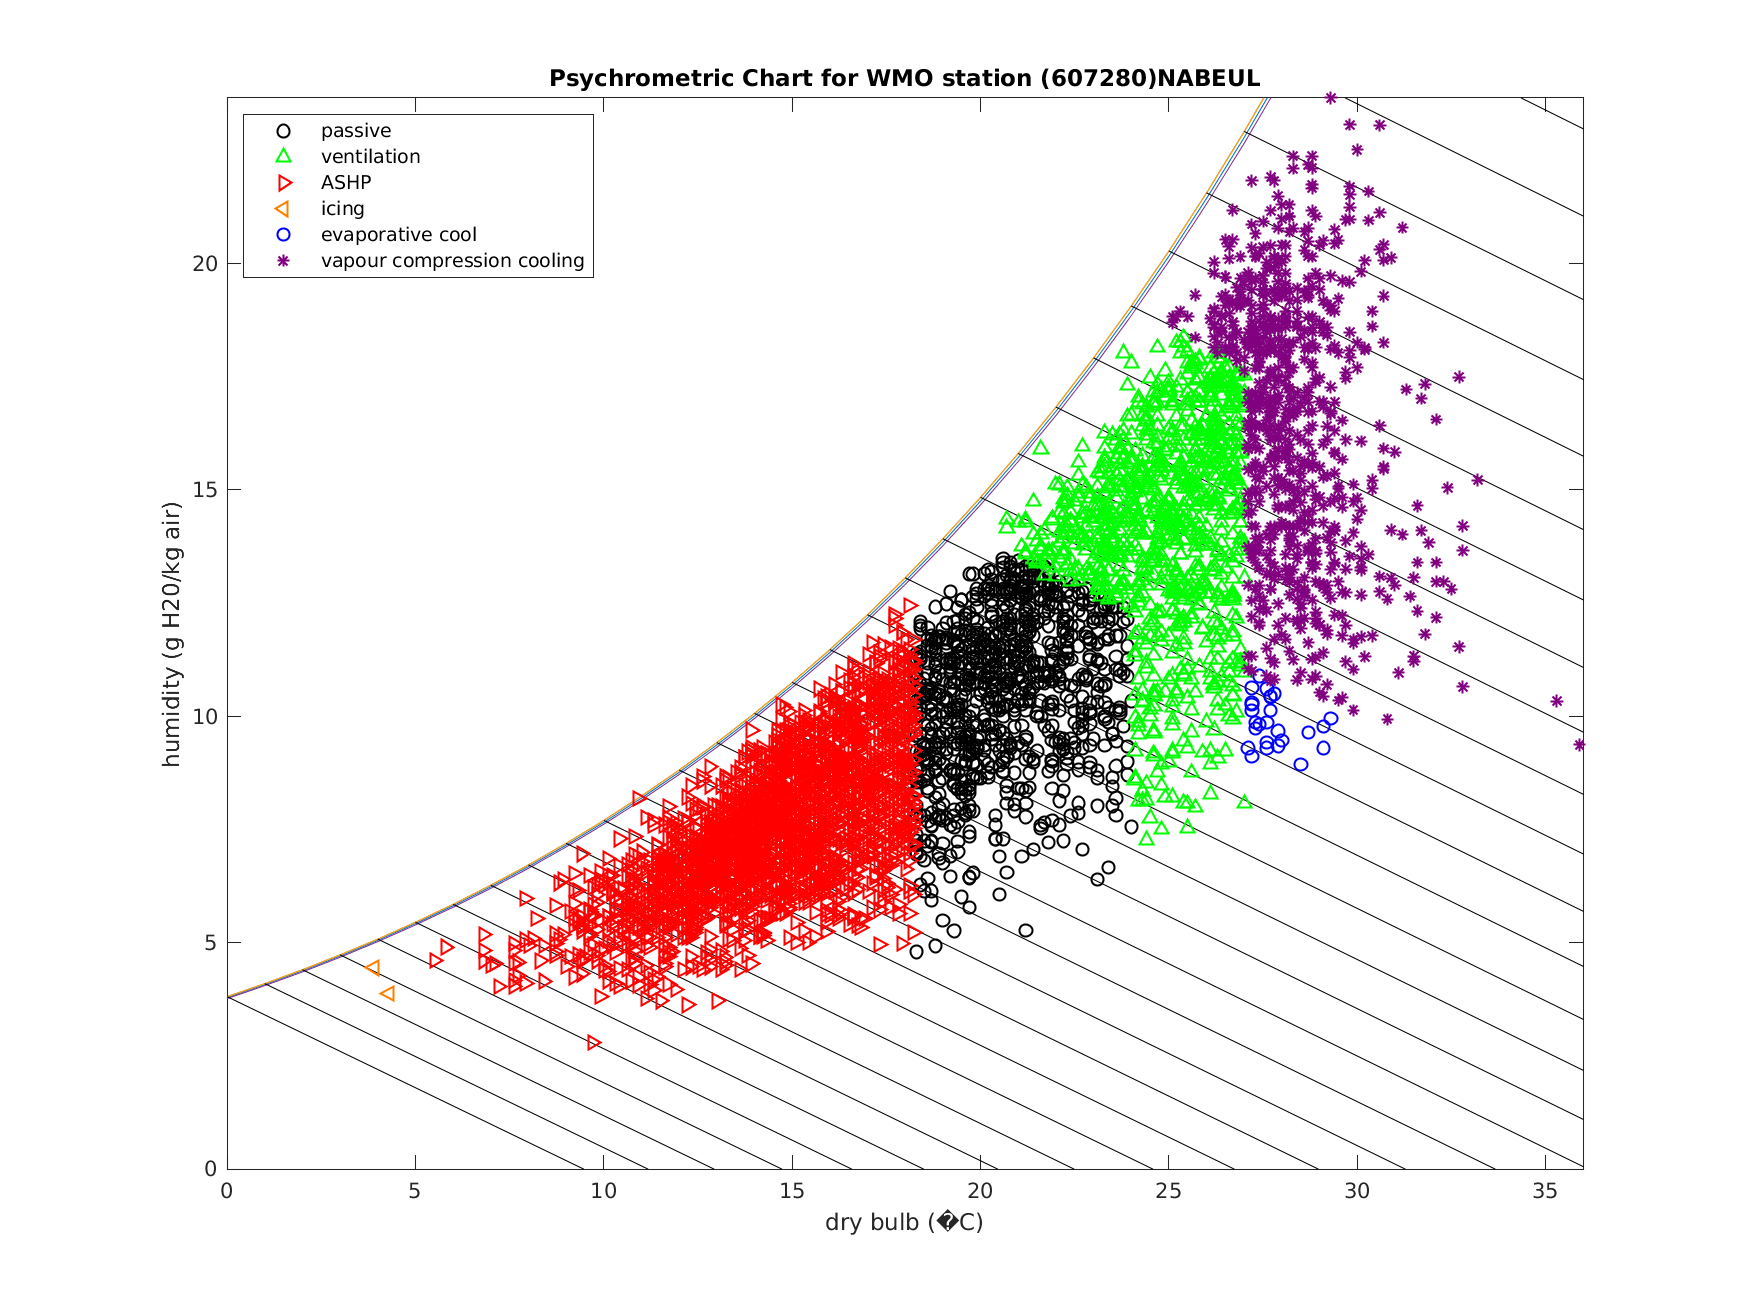 Psychrometric Chart for WMO station (607280)NABEUL
passive
ventilation
ASHP
icing
evaporative cool
vapour compression cooling
humidity (g H20/kg air)
20
15
10
5
0
0 5 10 15 20 25 30 35
dry bulb (�C)